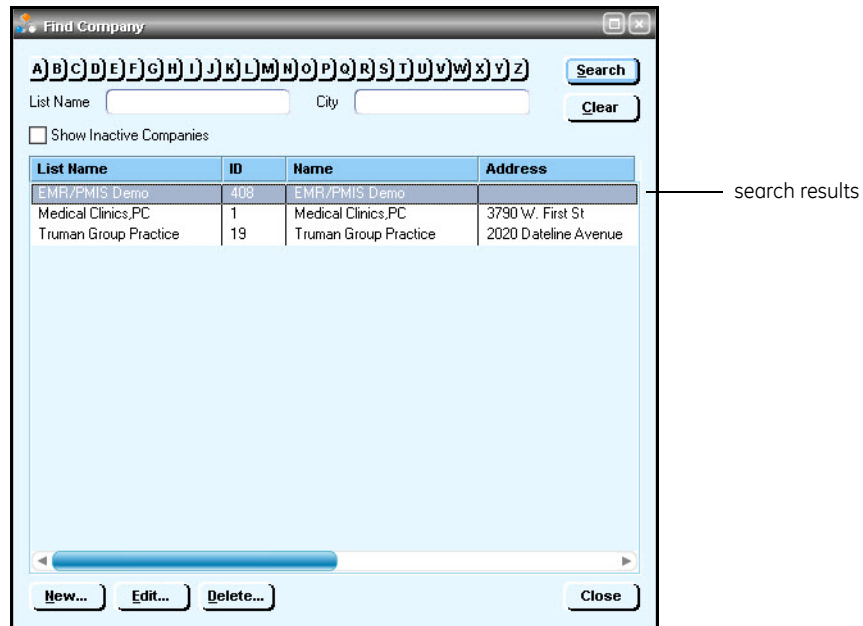 Find Company
A B C D E F G H I J K L M N O P Q R S T U V W X Y Z Search
List Name City Clear
Show Inactive Companies
List Name ID Name Address
EMR/PMIS Demo 408 EMR/PMIS Demo
search results
Medical Clinics,PC 1 Medical Clinics,PC 3790 W. First St
Truman Group Practice 19 Truman Group Practice 2020 Dateline Avenue
New... Edit... Delete... Close